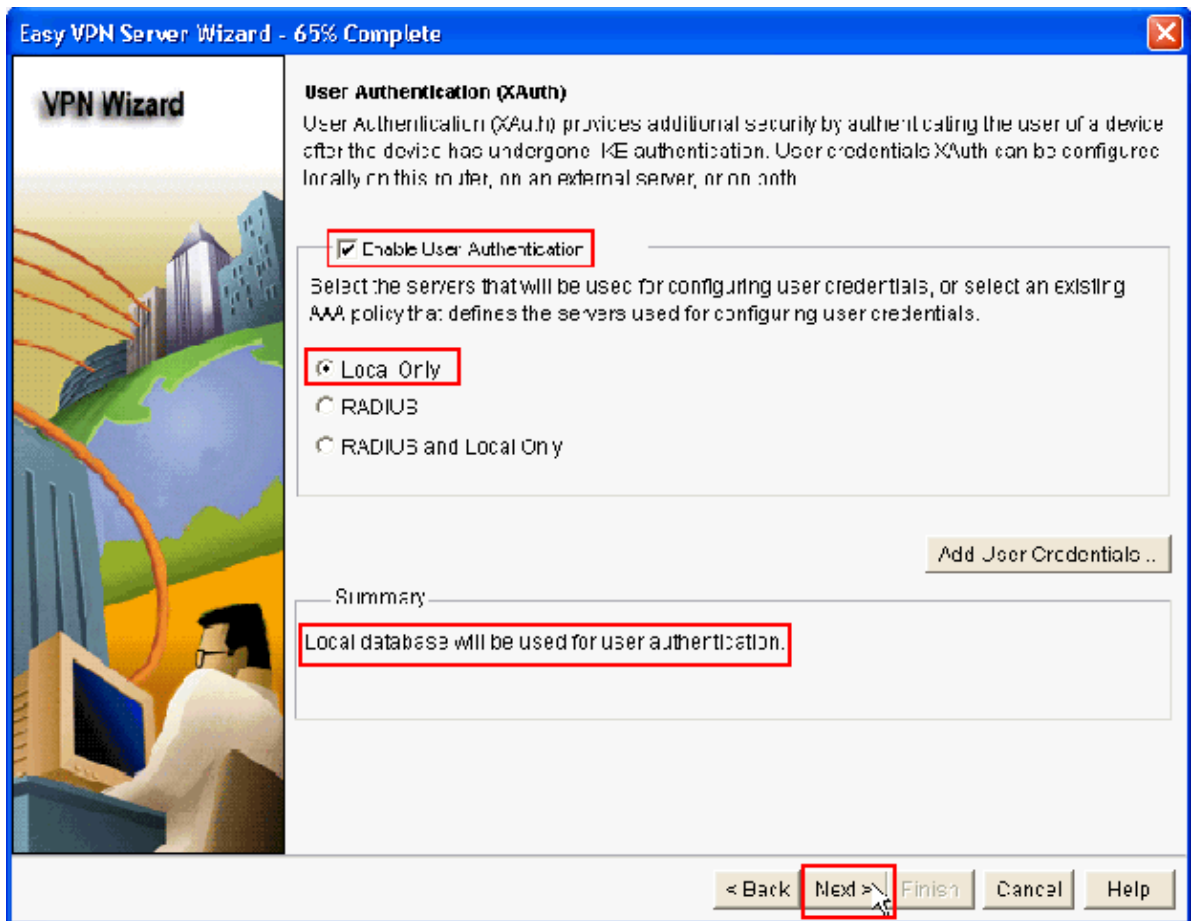 Easy VPN Server Wizard - 65% Complete
VPN Wizard
User Authentication (XAuth)
User Authentication (XAuth) provides additional security by authenticating the user of a device
after the device has undergone IKE authentication. User credentials XAuth can be configured
locally on this router, on an external server, or on both
Enable User Authentication
Select the servers that will be used for configuring user credentials, or select an existing
AAA policy that defines the servers used for configuring user credentials.
Local Only
RADIUS
RADIUS and Local Only
Add User Credentials...
Summary
Local database will be used for user authentication.
< Back Next > Finish Cancel Help